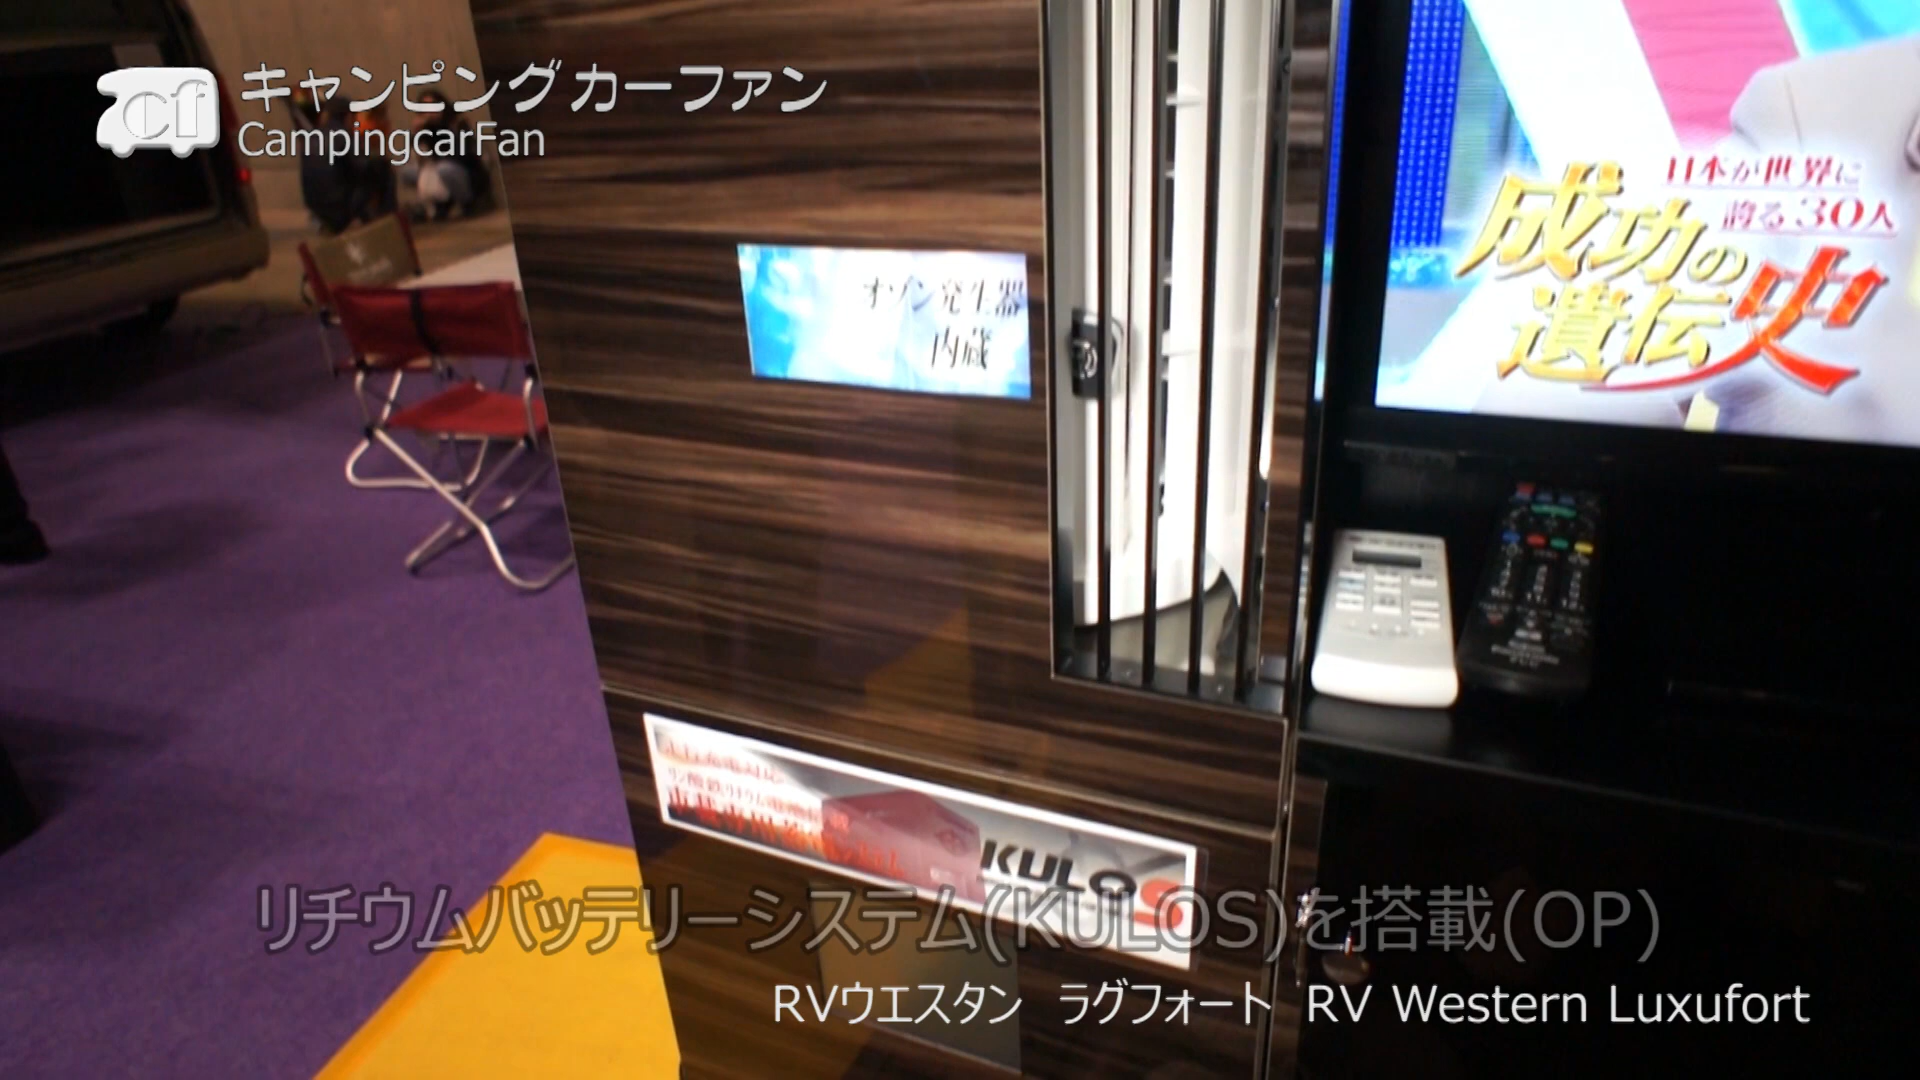 cf
キャンピングカーファン
CampingcarFan
日本が世界に
誇る30人
成功の
遺伝史
オゾン発生器
内蔵
KULOS
リチウムバッテリーシステム(KULOS)を搭載(OP)
RVウエスタン ラグフォート RV Western Luxufort